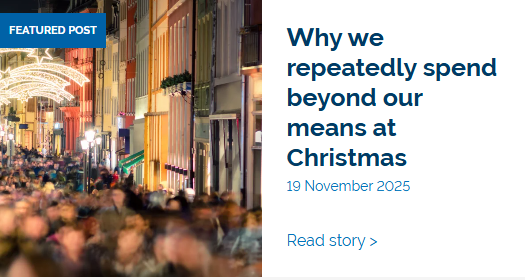 FEATURED POST
Why we
repeatedly spend
beyond our
means at
Christmas
19 November 2025
Read story >